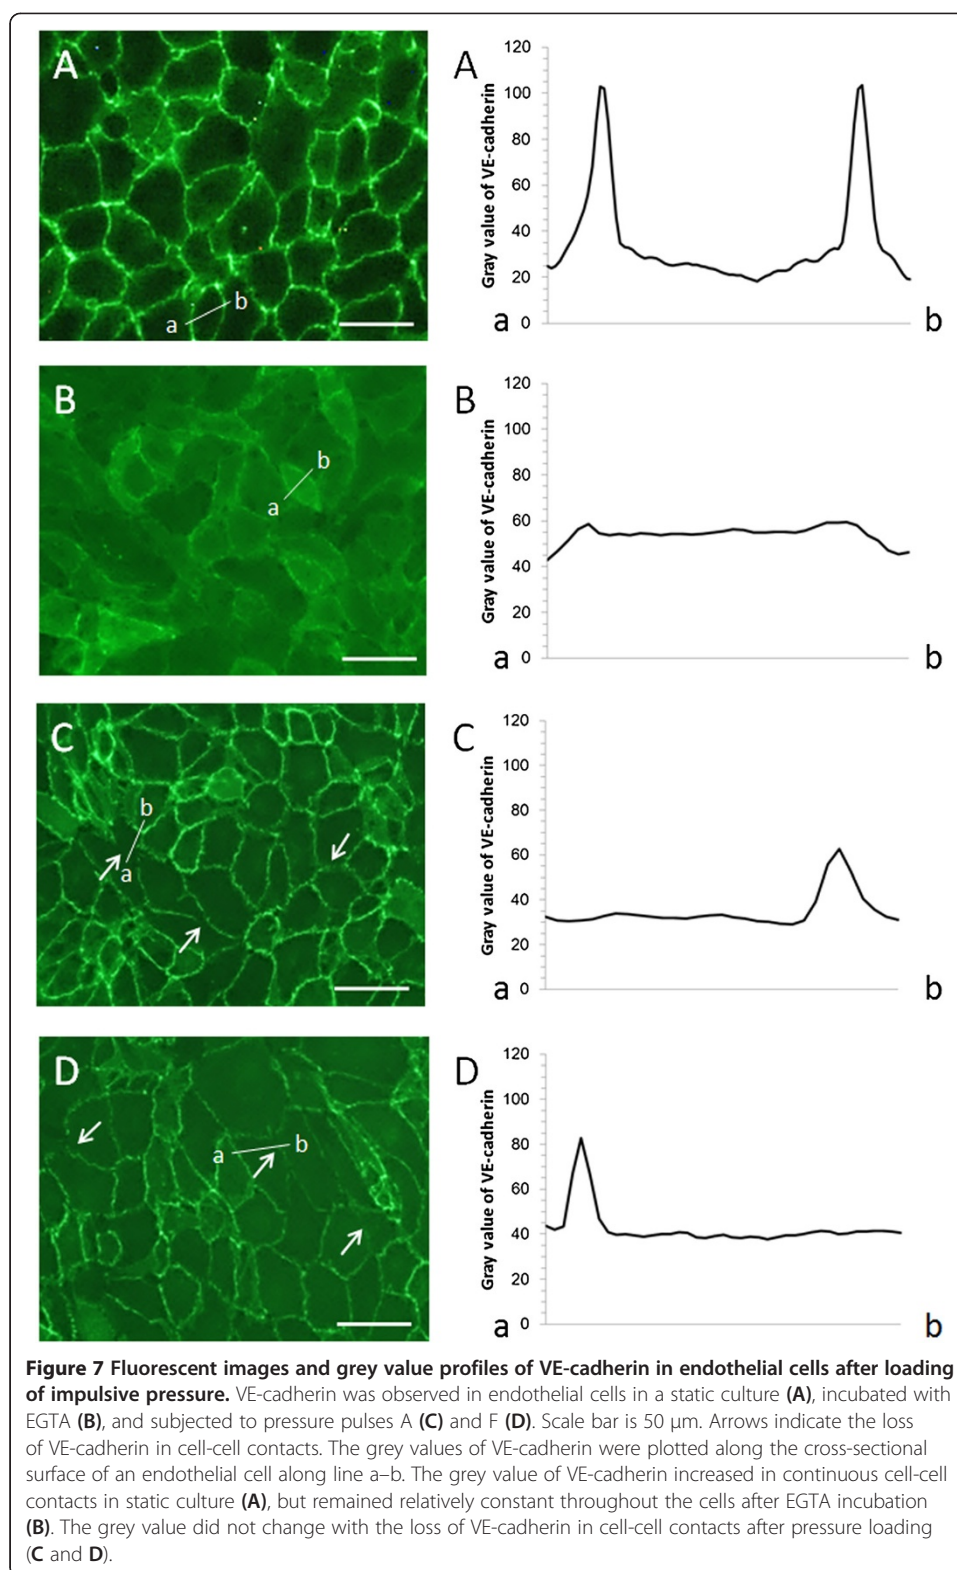 A
a
b
A
Gray value of VE-cadherin
120
100
80
60
40
20
0
a
b
B
b
a
B
Gray value of VE-cadherin
120
100
80
60
40
20
0
a
b
C
b
a
C
Gray value of VE-cadherin
120
100
80
60
40
20
0
a
b
D
a
b
D
Gray value of VE-cadherin
120
100
80
60
40
20
0
a
b
Figure 7 Fluorescent images and grey value profiles of VE-cadherin in endothelial cells after loading
of impulsive pressure. VE-cadherin was observed in endothelial cells in a static culture (A), incubated with
EGTA (B), and subjected to pressure pulses A (C) and F (D). Scale bar is 50 μm. Arrows indicate the loss
of VE-cadherin in cell-cell contacts. The grey values of VE-cadherin were plotted along the cross-sectional
surface of an endothelial cell along line a–b. The grey value of VE-cadherin increased in continuous cell-cell
contacts in static culture (A), but remained relatively constant throughout the cells after EGTA incubation
(B). The grey value did not change with the loss of VE-cadherin in cell-cell contacts after pressure loading
(C and D).